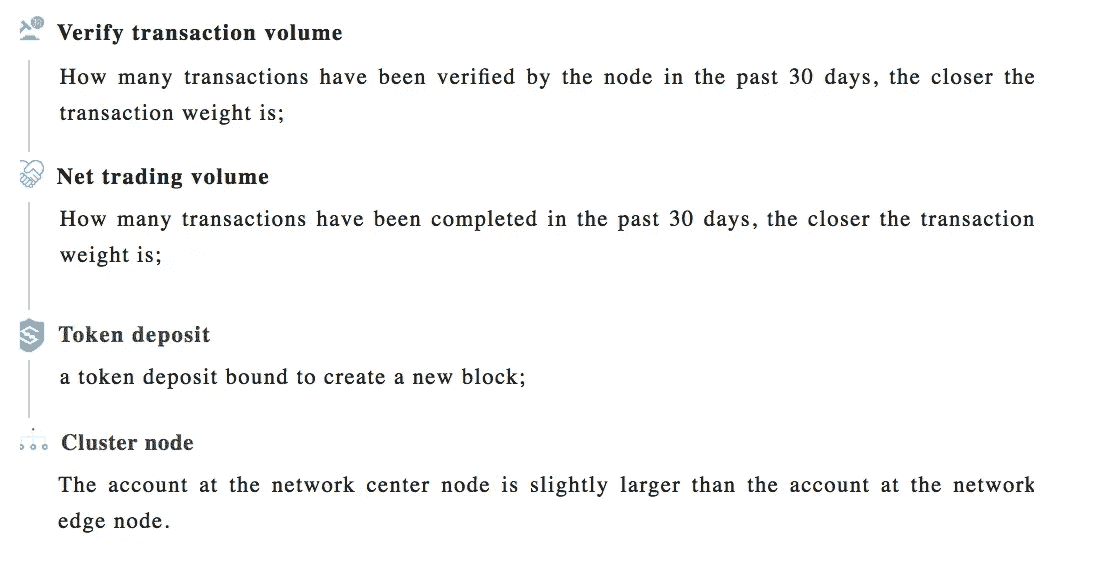 Verify transaction volume
How many transactions have been verified by the node in the past 30 days, the closer the
transaction weight is;
Net trading volume
How many transactions have been completed in the past 30 days, the closer the transaction
weight is;
Token deposit
a token deposit bound to create a new block;
Cluster node
The account at the network center node is slightly larger than the account at the network
edge node.